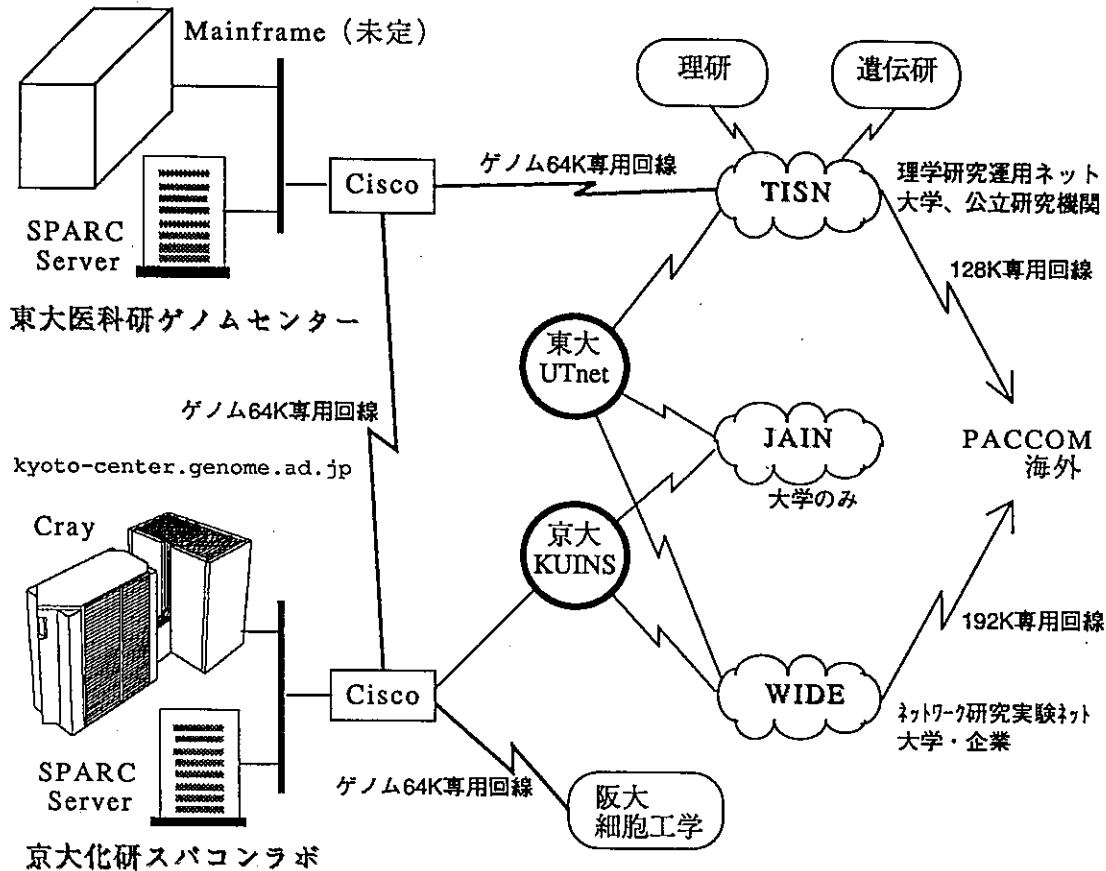 Mainframe（未定）
SPARC
Server
東大医科研ゲノムセンター
Cisco
ゲノム64K専用回線
理研
遺伝研
TISN
理学研究運用ネット
大学、公立研究機関
128K専用回線
東大
UTnet
ゲノム64K専用回線
JAIN
大学のみ
PACCOM
海外
kyoto-center.genome.ad.jp
Cray
京大
KUINS
192K専用回線
Cisco
WIDE
ﾈｯﾄﾜｰｸ研究実験ﾈｯﾄ
大学・企業
SPARC
Server
ゲノム64K専用回線
阪大
細胞工学
京大化研スパコンラボ